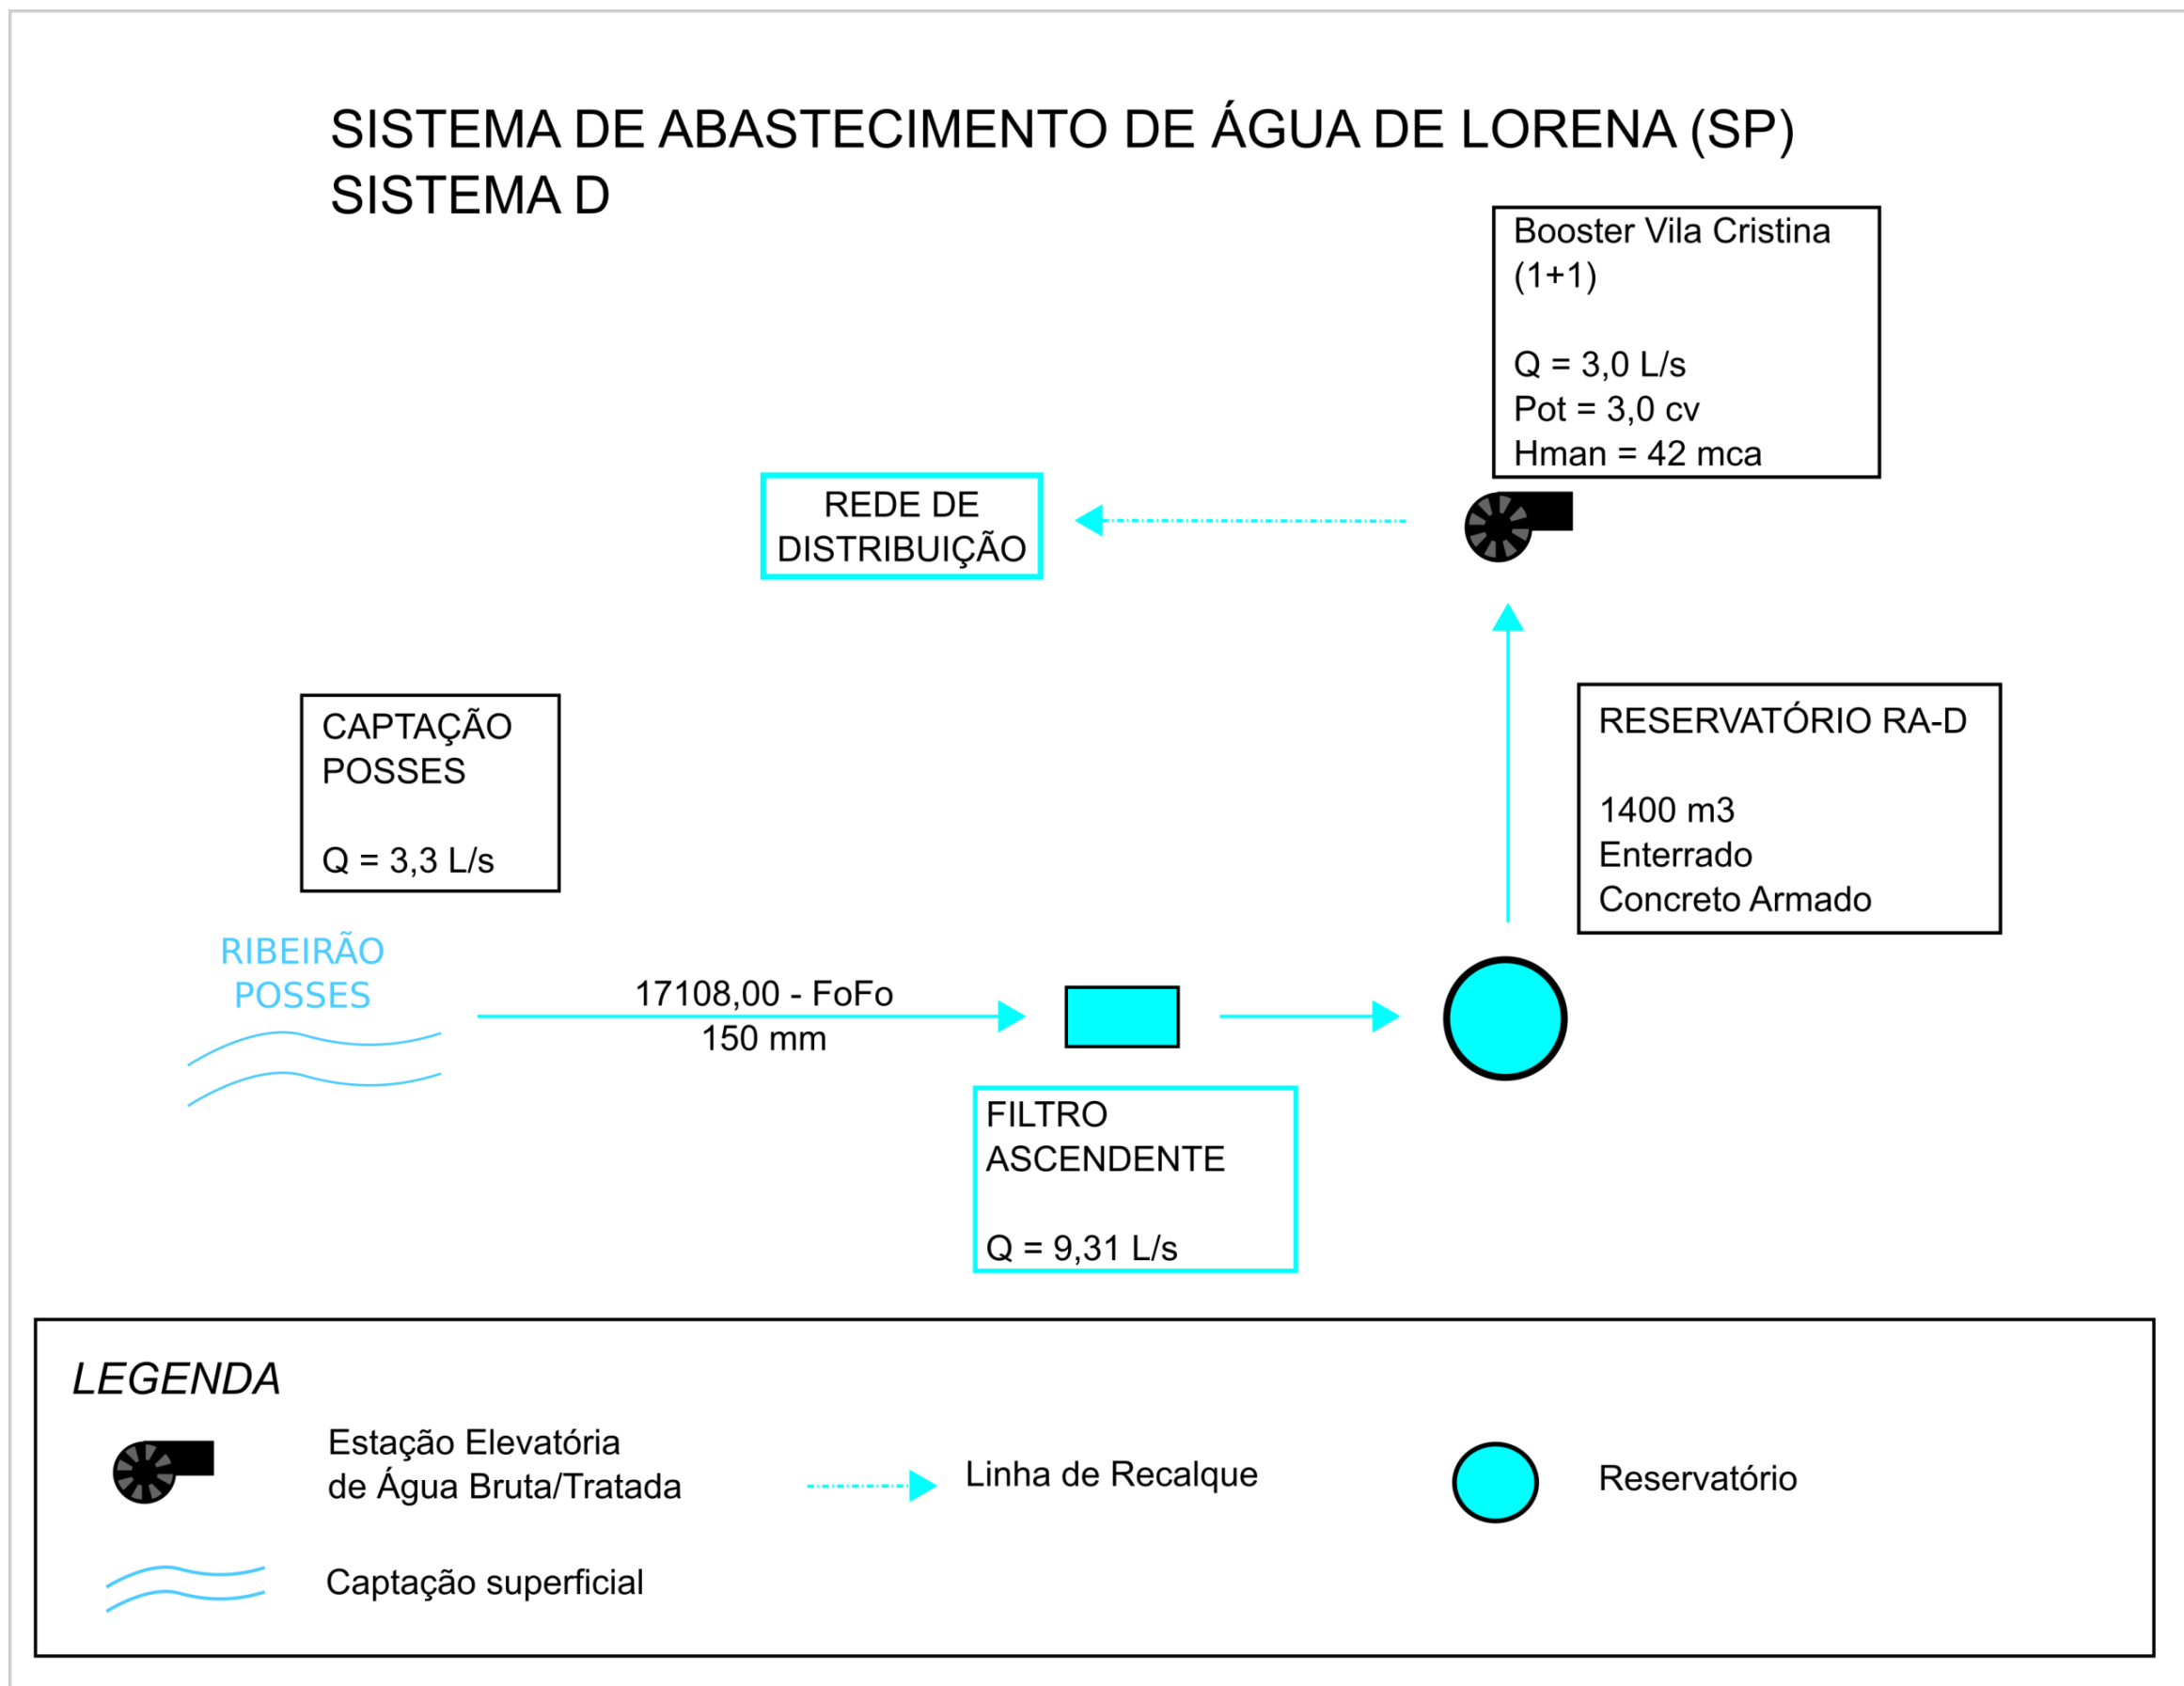 SISTEMA DE ABASTECIMENTO DE ÁGUA DE LORENA (SP)
SISTEMA D
Booster Vila Cristina
(1+1)
Q = 3,0 L/s
Pot = 3,0 cv
Hman = 42 mca
REDE DE
DISTRIBUIÇÃO
CAPTAÇÃO
POSSES
Q = 3,3 L/s
RESERVATÓRIO RA-D
1400 m3
Enterrado
Concreto Armado
RIBEIRÃO
POSSES
17108,00 - FoFo
150 mm
FILTRO
ASCENDENTE
Q = 9,31 L/s
LEGENDA
Estação Elevatória
de Água Bruta/Tratada
Linha de Recalque
Reservatório
Captação superficial